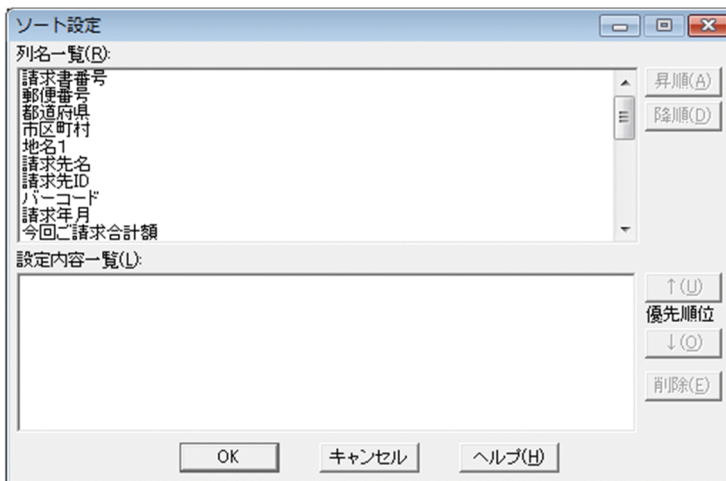 ソート設定
列名一覧(R):
請求書番号
郵便番号
都道府県
市区町村
地名1
請求先名
請求先ID
バーコード
請求年月
今回ご請求合計額
昇順(A)
降順(D)
設定内容一覧(L):
↑(U)
優先順位
↓(O)
削除(E)
OK
キャンセル
ヘルプ(H)